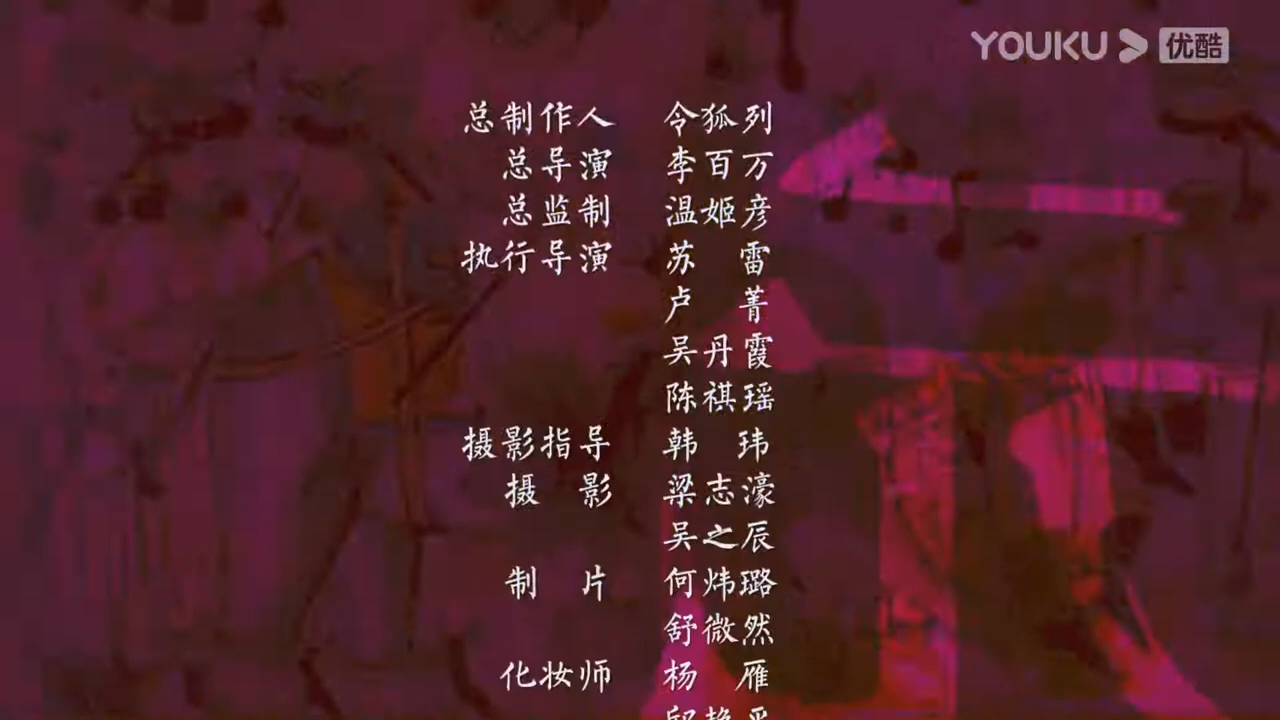 YOUKU 优酷
总制作人 令狐列
总导演 李百万
总监制 温姬彦
执行导演 苏雷
卢菁
吴丹霞
陈祺瑶
摄影指导 韩玮
摄影 梁志濠
吴之辰
制片 何炜璐
舒微然
化妆师 杨雁